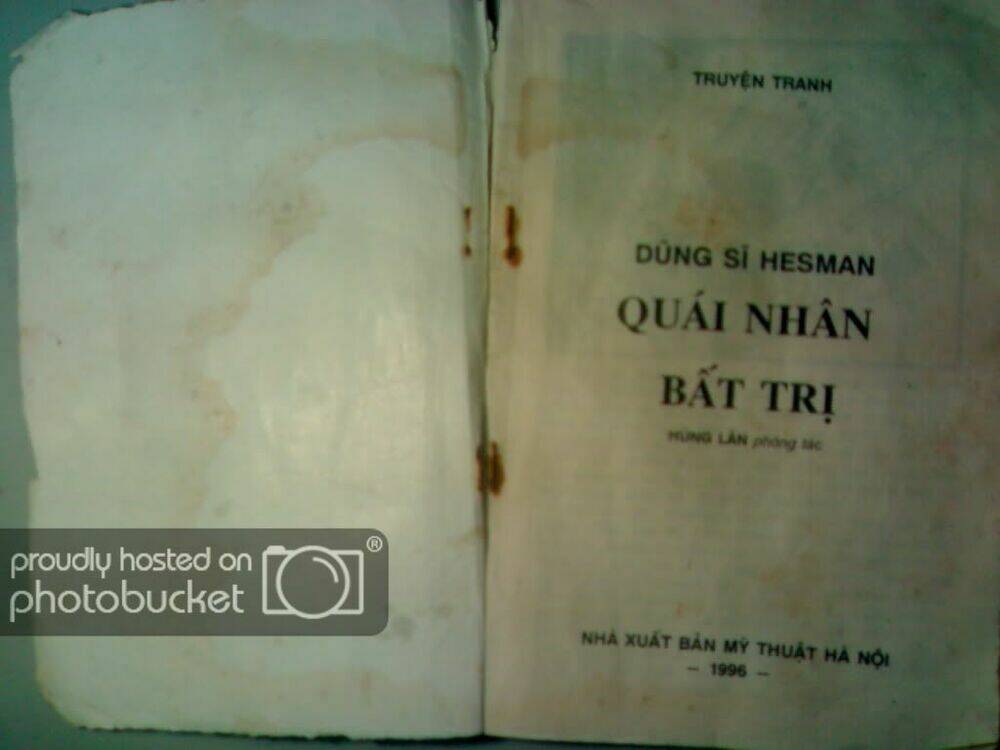 TRUYỆN TRANH
DŨNG SĨ HESMAN
QUÁI NHÂN
BẤT TRỊ
HÙNG LÂN phóng tác
NHÀ XUẤT BẢN MỸ THUẬT HÀ NỘI
– 1996 –
proudly hosted on
photobucket ®